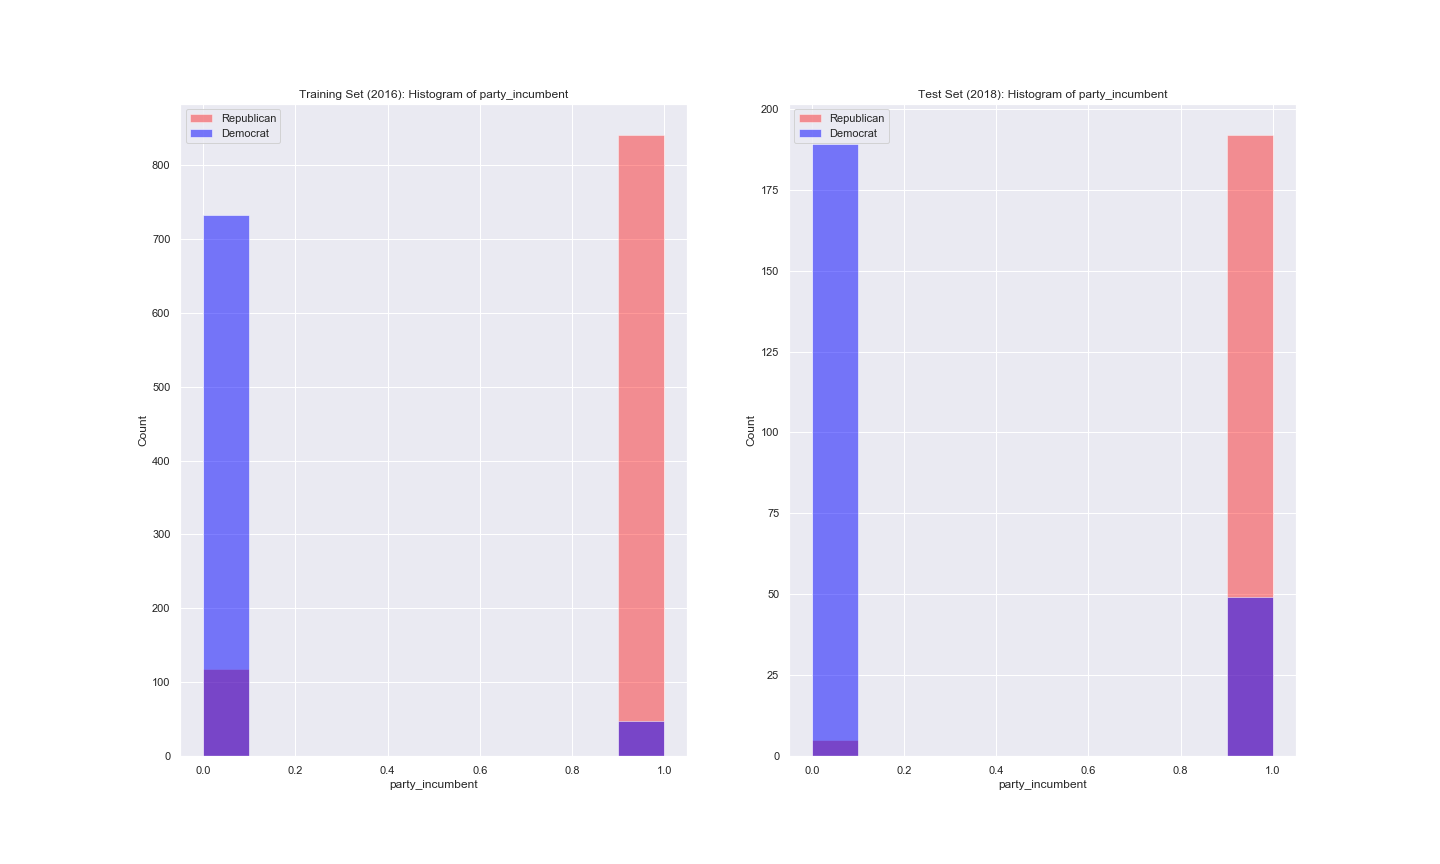 Training Set (2016): Histogram of party_incumbent
Republican
Democrat
800
700
600
500
400
300
200
100
0
Count
0.0 0.2 0.4 0.6 0.8 1.0
party_incumbent
Test Set (2018): Histogram of party_incumbent
Republican
Democrat
200
175
150
125
100
75
50
25
0
Count
0.0 0.2 0.4 0.6 0.8 1.0
party_incumbent